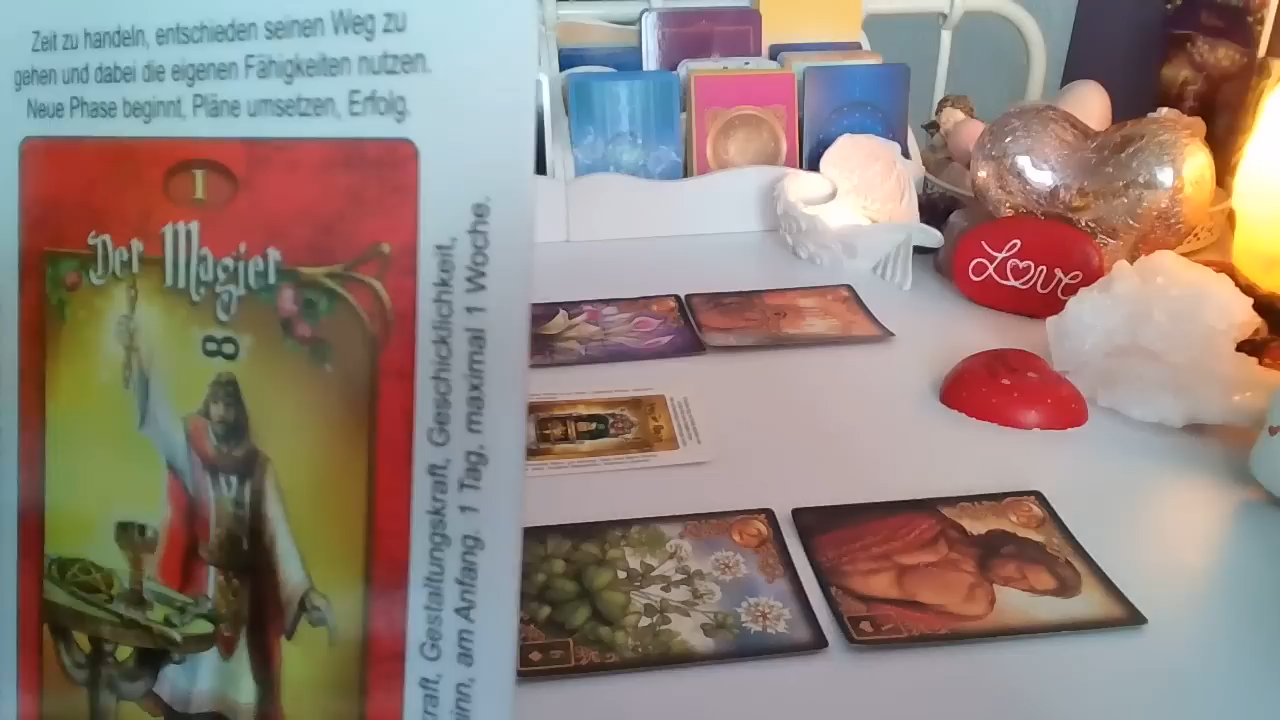 Zeit zu handeln, entschieden seinen Weg zu
gehen und dabei die eigenen Fähigkeiten nutzen.
Neue Phase beginnt, Pläne umsetzen, Erfolg.
I
Der Magier
8
Gestaltungskraft, Geschicklichkeit,
am Anfang. 1 Tag, maximal 1 Woche.
Love